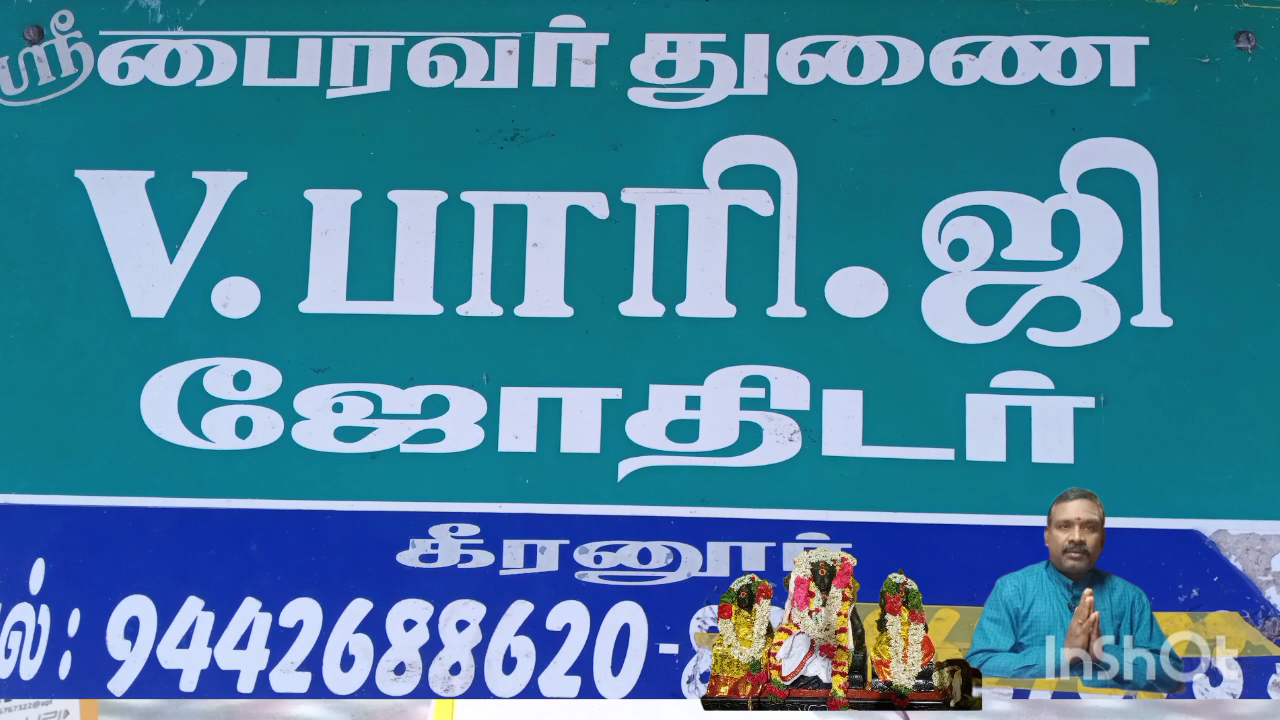 ஸ்ரீ பைரவர் துணை
V. பாரி. ஜி
ஜோதிடர்
கீரனூர்
ல் : 9442688620 -
InShOt